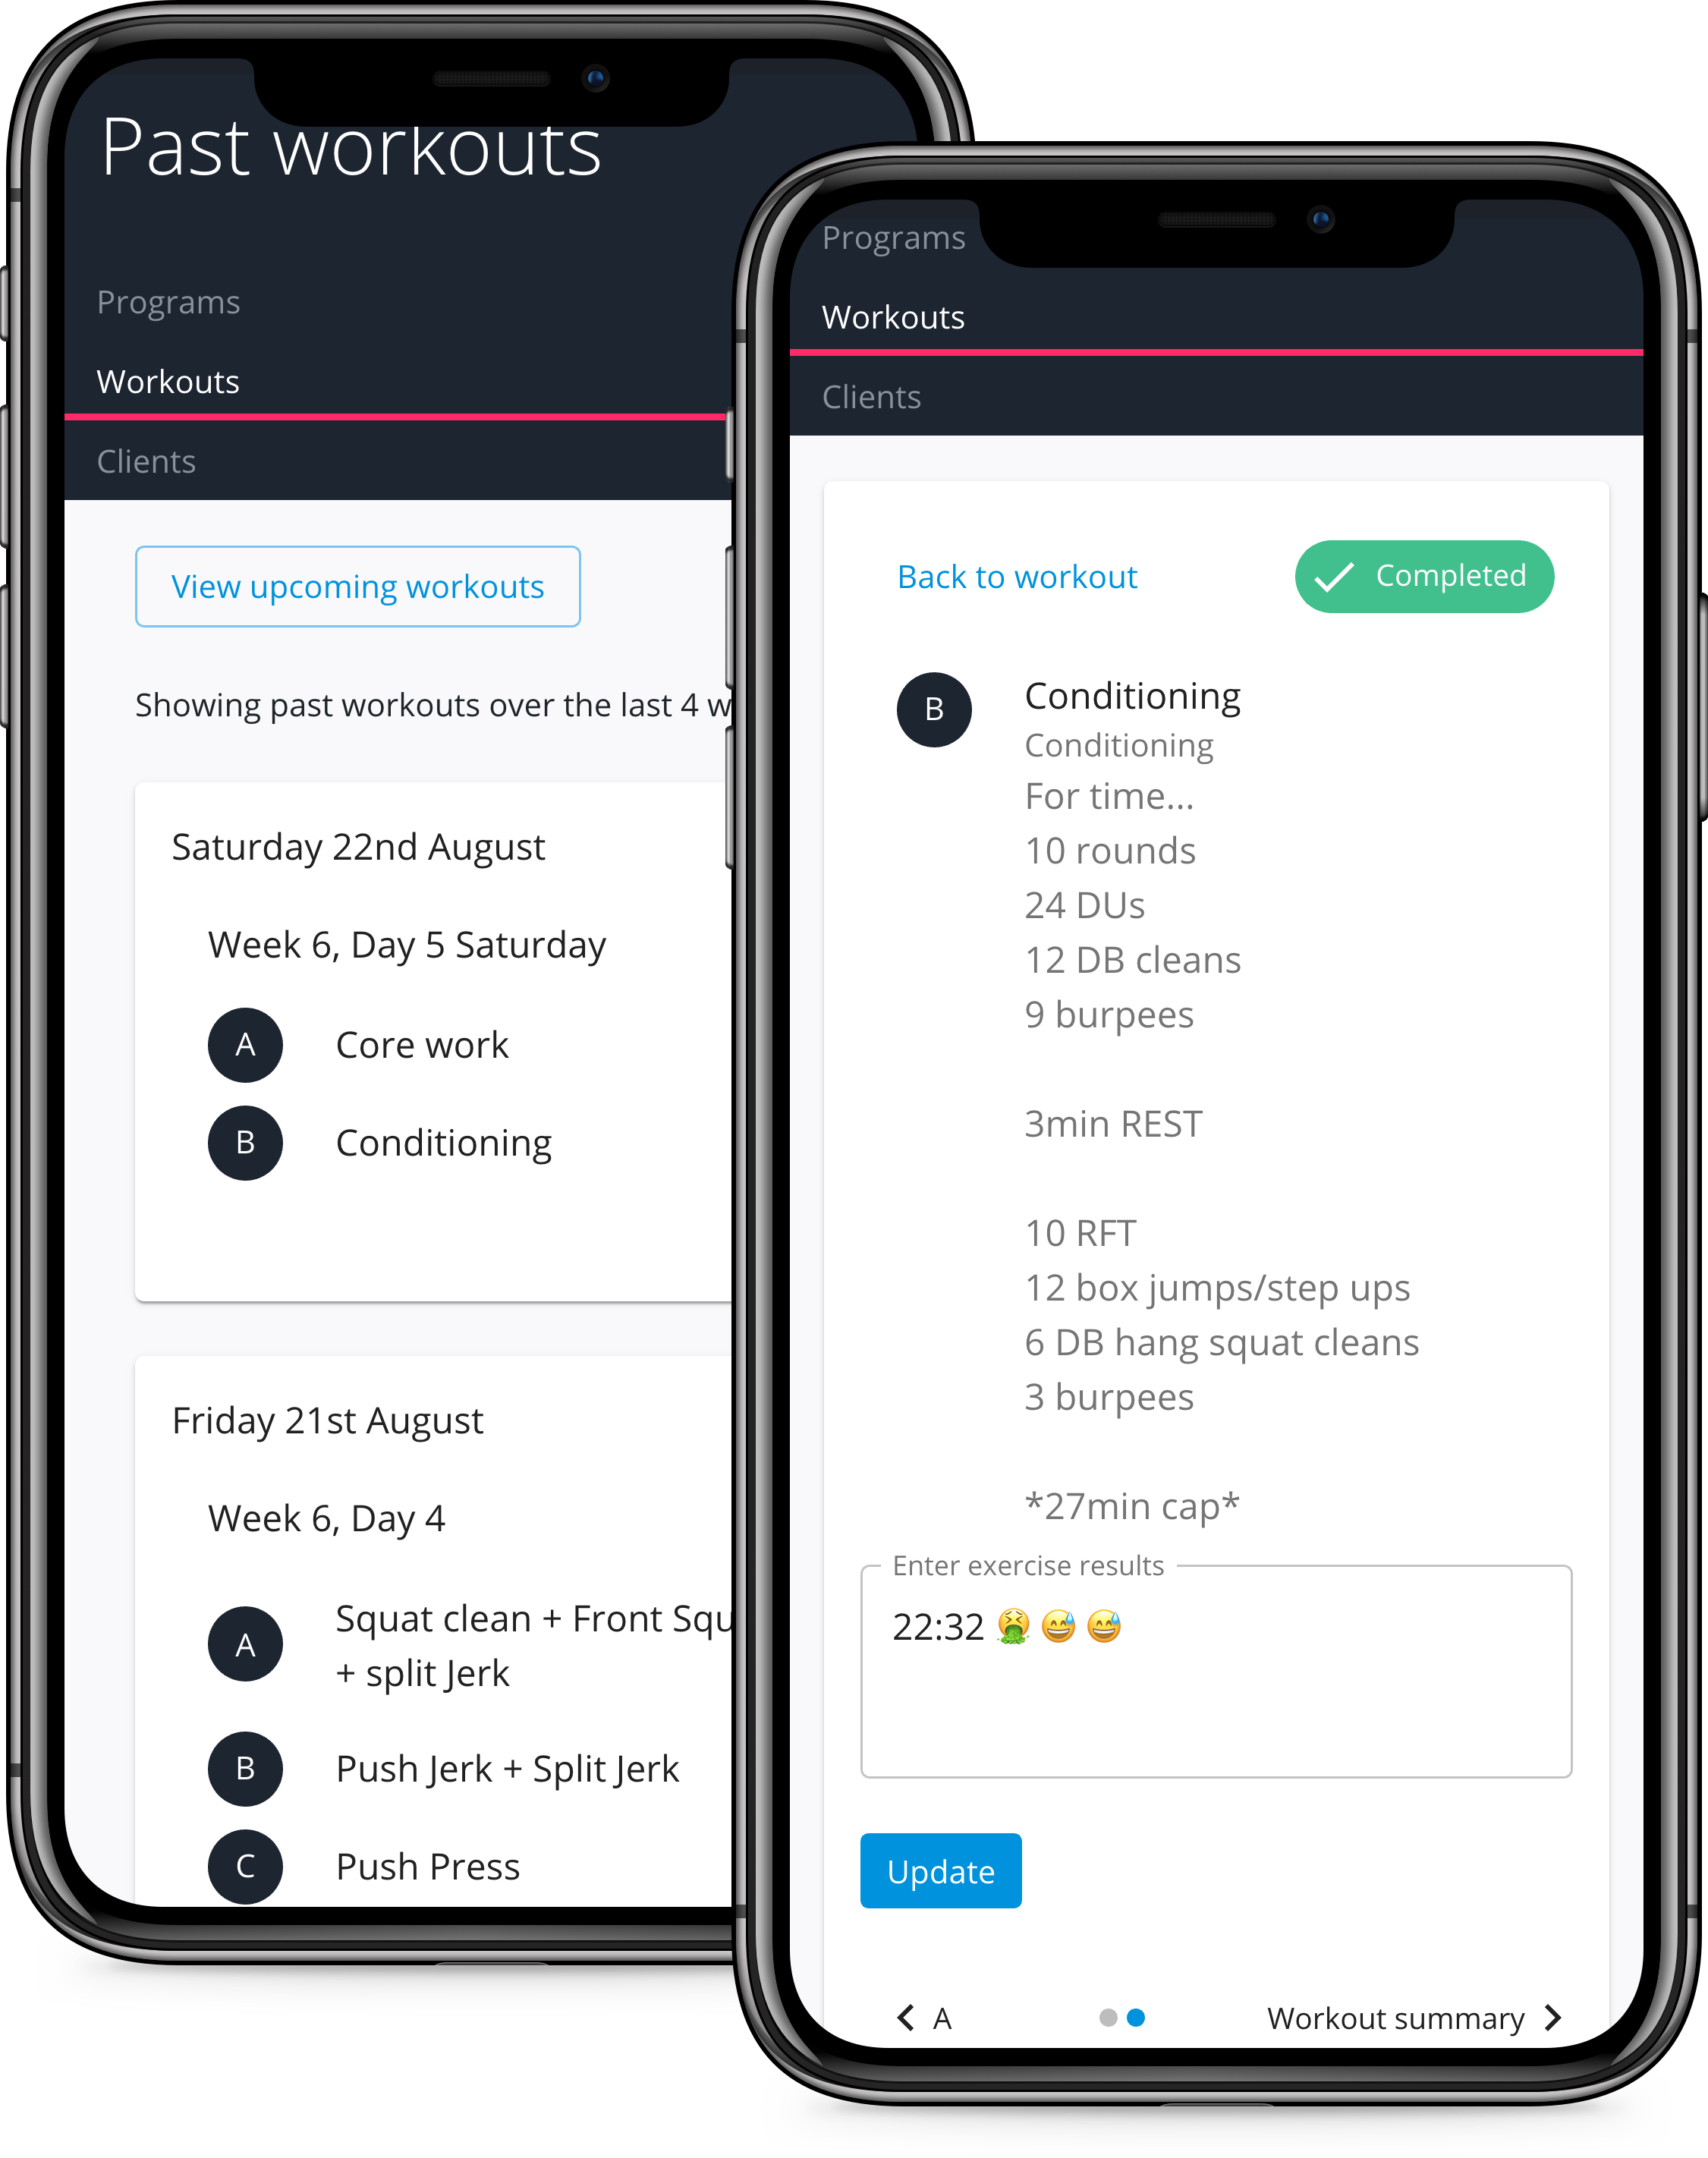 Past workouts
Programs
Workouts
Clients
View upcoming workouts
Showing past workouts over the last 4
Saturday 22nd August
Week 6, Day 5 Saturday
A
Core work
B
Conditioning
Friday 21st August
Week 6, Day 4
A
Squat clean + Front
+ split Jerk
B
Push Jerk + Split Jerk
C
Push Press
Programs
Workouts
Clients
Back to workout
Completed
B
Conditioning
Conditioning
For time...
10 rounds
24 DUs
12 DB cleans
9 burpees
3min REST
10 RFT
12 box jumps/step ups
6 DB hang squat cleans
3 burpees
*27min cap*
Enter exercise results
22:32 🤮 😅 😅
Update
A
Workout summary